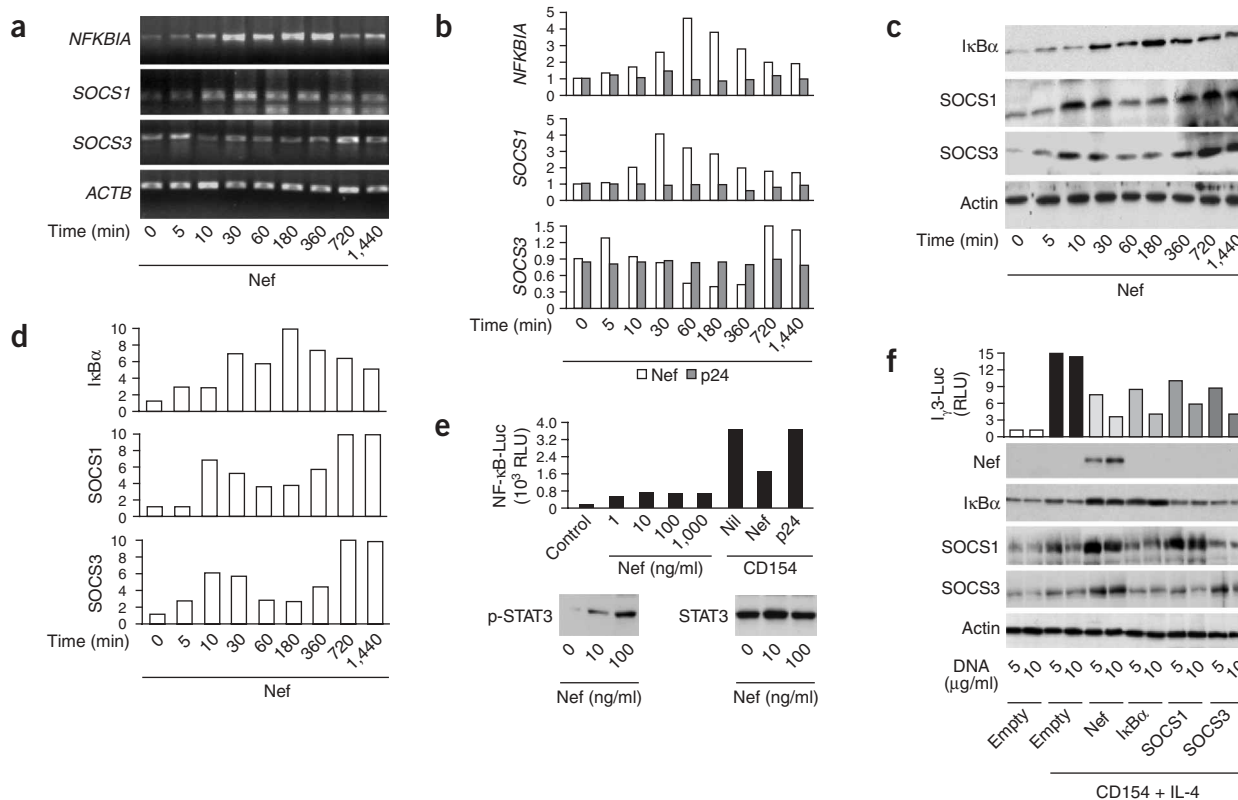 a
NFKBIA
SOCS1
SOCS3
ACTB
Time (min) 0 5 10 30 60 180 360 720 1,440
Nef
b
NFKBIA
5
4
3
2
1
0
SOCS1
5
4
3
2
1
0
SOCS3
1.5
1.2
0.9
0.6
0.3
0
Time (min) 0 5 10 30 60 180 360 720 1,440
Nef p24
c
IκBα
SOCS1
SOCS3
Actin
Time (min) 0 5 10 30 60 180 360 720 1,440
Nef
d
IκBα
10
8
6
4
2
0
SOCS1
10
8
6
4
2
0
SOCS3
10
8
6
4
2
0
Time (min) 0 5 10 30 60 180 360 720 1,440
Nef
e
NF-κB-Luc
(10³ RLU)
4.0
3.2
2.4
1.6
0.8
0
Control 1 10 100 1,000 Nil Nef p24
Nef (ng/ml) CD154
p-STAT3 STAT3
0 10 100 0 10 100
Nef (ng/ml) Nef (ng/ml)
f
Iγ3-Luc
(RLU)
15
12
9
6
3
0
Nef
IκBα
SOCS1
SOCS3
Actin
DNA
(μg/ml)
5 10 5 10 5 10 5 10 5 10 5 10
Empty Empty Nef IκBα SOCS1 SOCS3
CD154 + IL-4